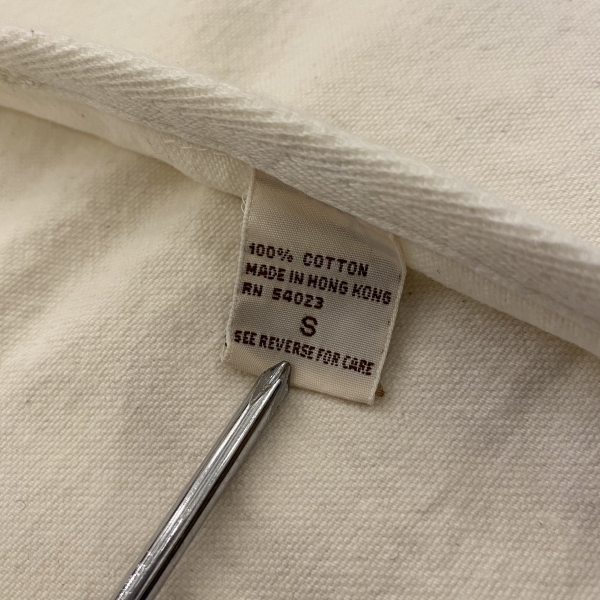 100% COTTON
MADE IN HONG KONG
RN 54023
S
SEE REVERSE FOR CARE